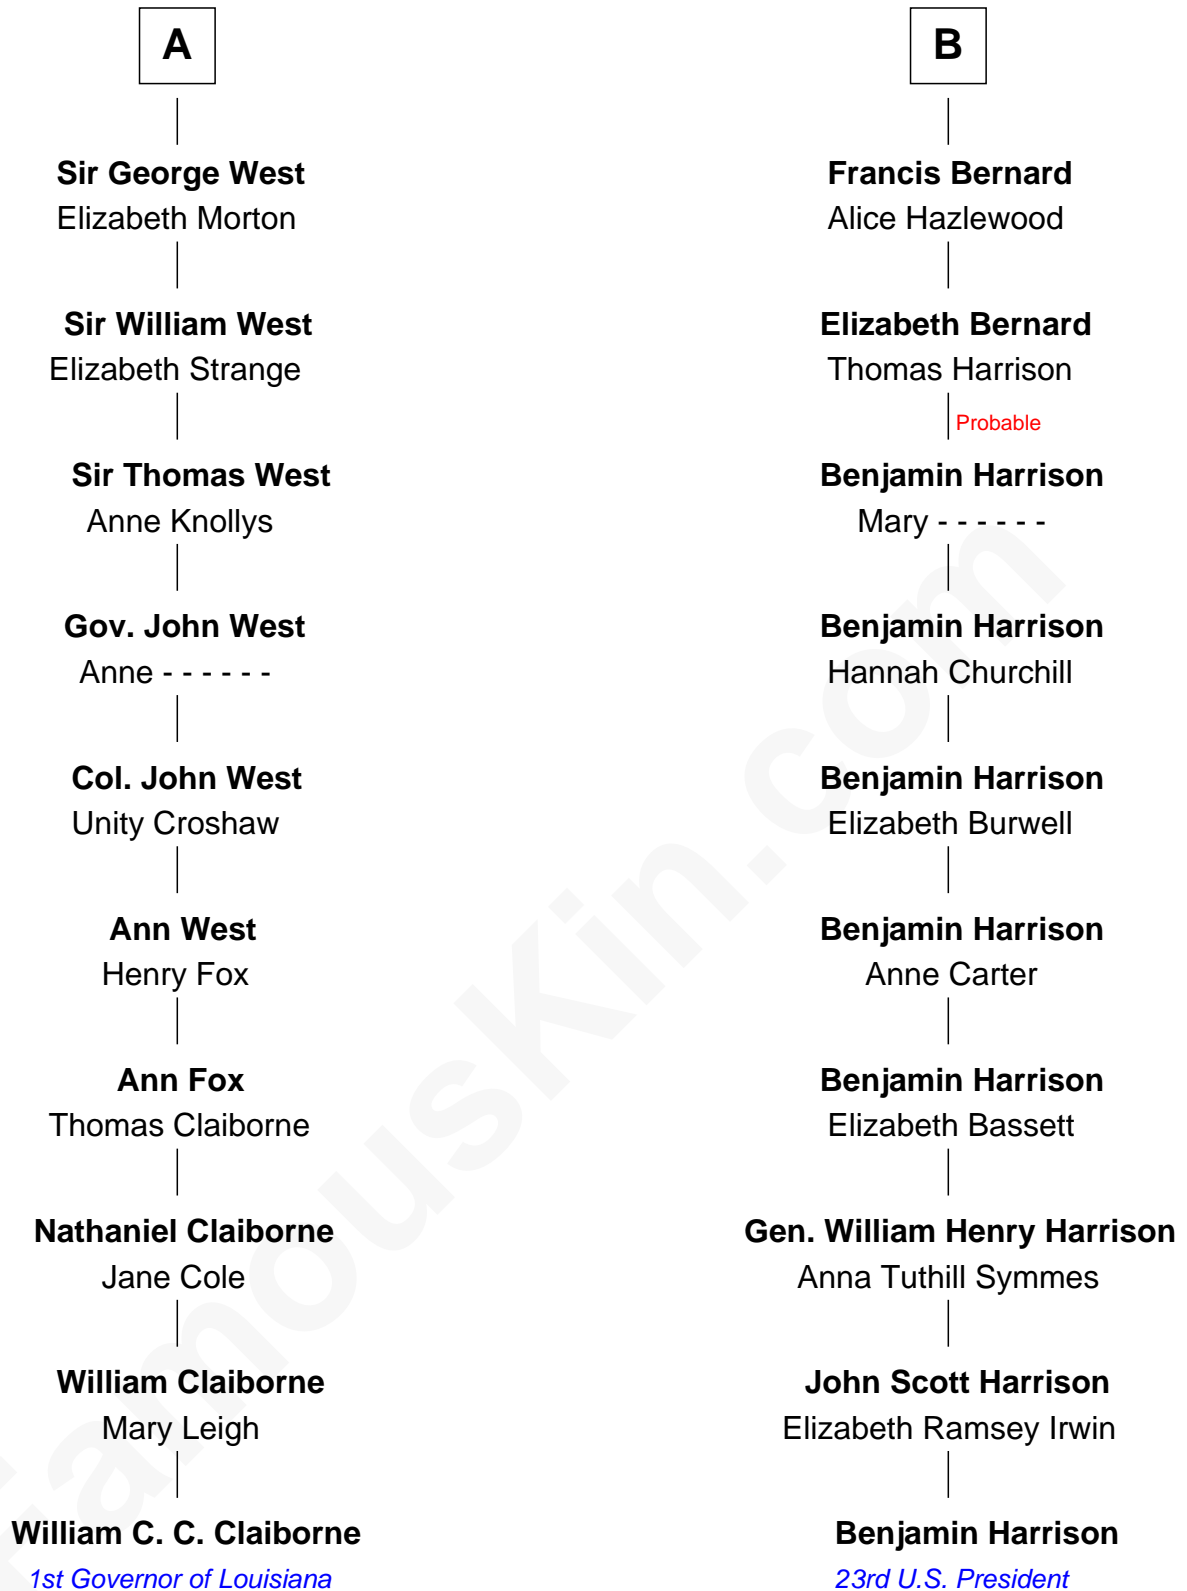 A
Sir George West
Elizabeth Morton
Sir William West
Elizabeth Strange
Sir Thomas West
Anne Knollys
Gov. John West
Anne - - - - - -
Col. John West
Unity Croshaw
Ann West
Henry Fox
Ann Fox
Thomas Claiborne
Nathaniel Claiborne
Jane Cole
William Claiborne
Mary Leigh
William C. C. Claiborne
1st Governor of Louisiana
B
Francis Bernard
Alice Hazlewood
Elizabeth Bernard
Thomas Harrison
Probable
Benjamin Harrison
Mary - - - - - -
Benjamin Harrison
Hannah Churchill
Benjamin Harrison
Elizabeth Burwell
Benjamin Harrison
Anne Carter
Benjamin Harrison
Elizabeth Bassett
Gen. William Henry Harrison
Anna Tuthill Symmes
John Scott Harrison
Elizabeth Ramsey Irwin
Benjamin Harrison
23rd U.S. President
FamousKin.com